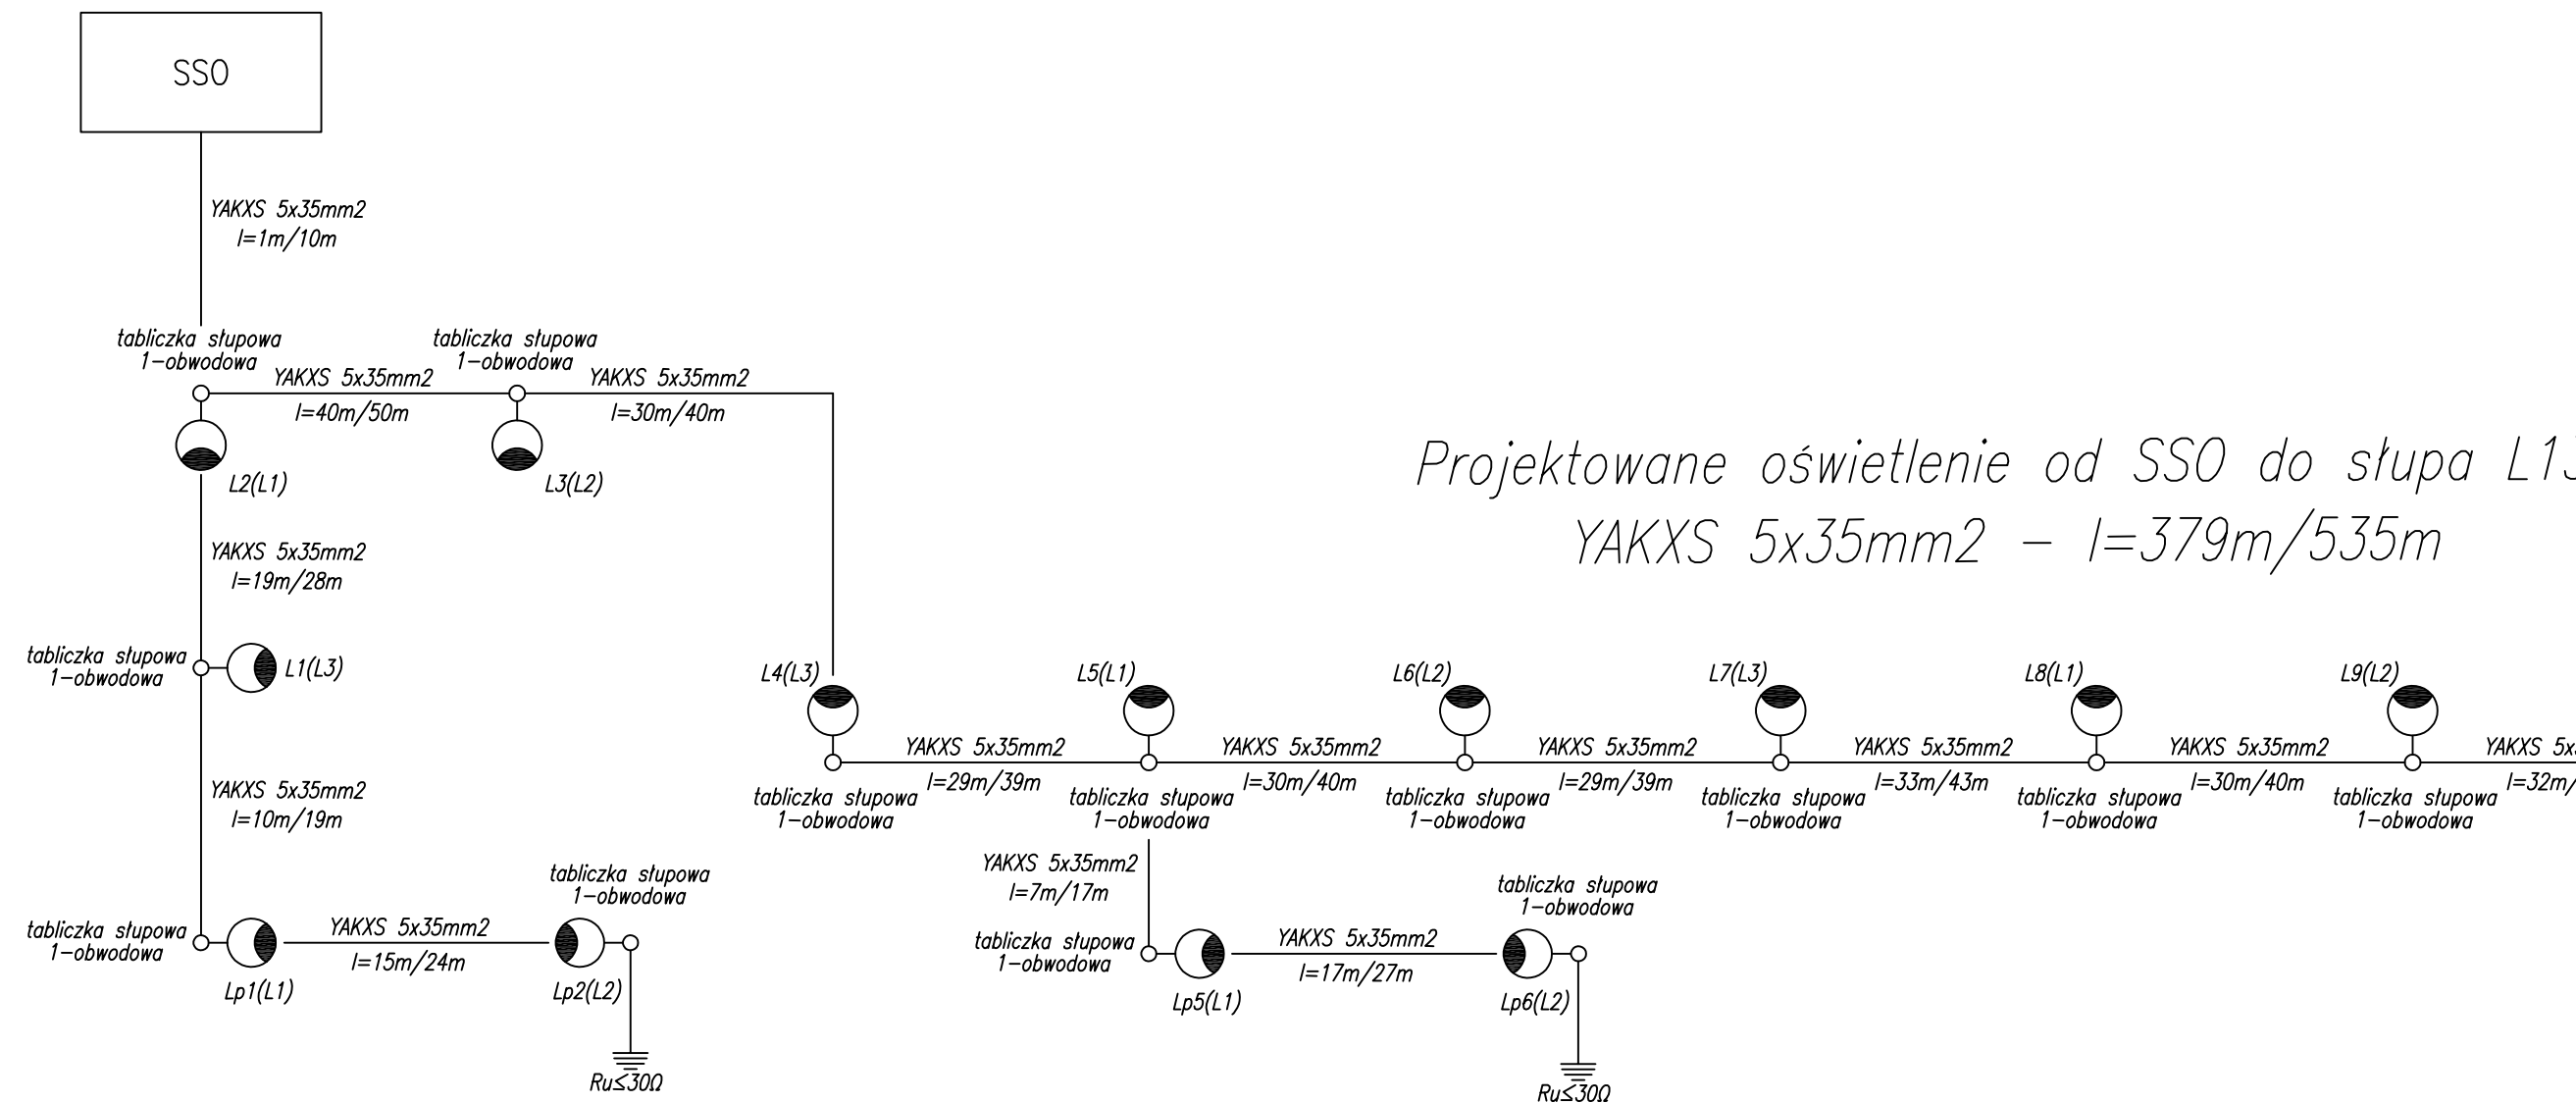 SSO
YAKXS 5x35mm2
l=1m/10m
tabliczka słupowa
1-obwodowa
tabliczka słupowa
1-obwodowa
YAKXS 5x35mm2
l=40m/50m
YAKXS 5x35mm2
l=30m/40m
L2(L1)
L3(L2)
Projektowane oświetlenie od SSO do słupa
YAKXS 5x35mm2 - l=379m/535m
YAKXS 5x35mm2
l=19m/28m
tabliczka słupowa
1-obwodowa
L1(L3)
L4(L3)
L5(L1)
L6(L2)
L7(L3)
L8(L1)
L9(L2)
YAKXS 5x35mm2
l=29m/39m
YAKXS 5x35mm2
l=30m/40m
YAKXS 5x35mm2
l=29m/39m
YAKXS 5x35mm2
l=33m/43m
YAKXS 5x35mm2
l=30m/40m
YAKXS
l=32m/
tabliczka słupowa
1-obwodowa
tabliczka słupowa
1-obwodowa
tabliczka słupowa
1-obwodowa
tabliczka słupowa
1-obwodowa
tabliczka słupowa
1-obwodowa
tabliczka słupowa
1-obwodowa
YAKXS 5x35mm2
l=10m/19m
tabliczka słupowa
1-obwodowa
YAKXS 5x35mm2
l=15m/24m
tabliczka słupowa
1-obwodowa
Lp1(L1)
Lp2(L2)
Ru≤30Ω
YAKXS 5x35mm2
l=7m/17m
tabliczka słupowa
1-obwodowa
YAKXS 5x35mm2
l=17m/27m
tabliczka słupowa
1-obwodowa
Lp5(L1)
Lp6(L2)
Ru≤30Ω